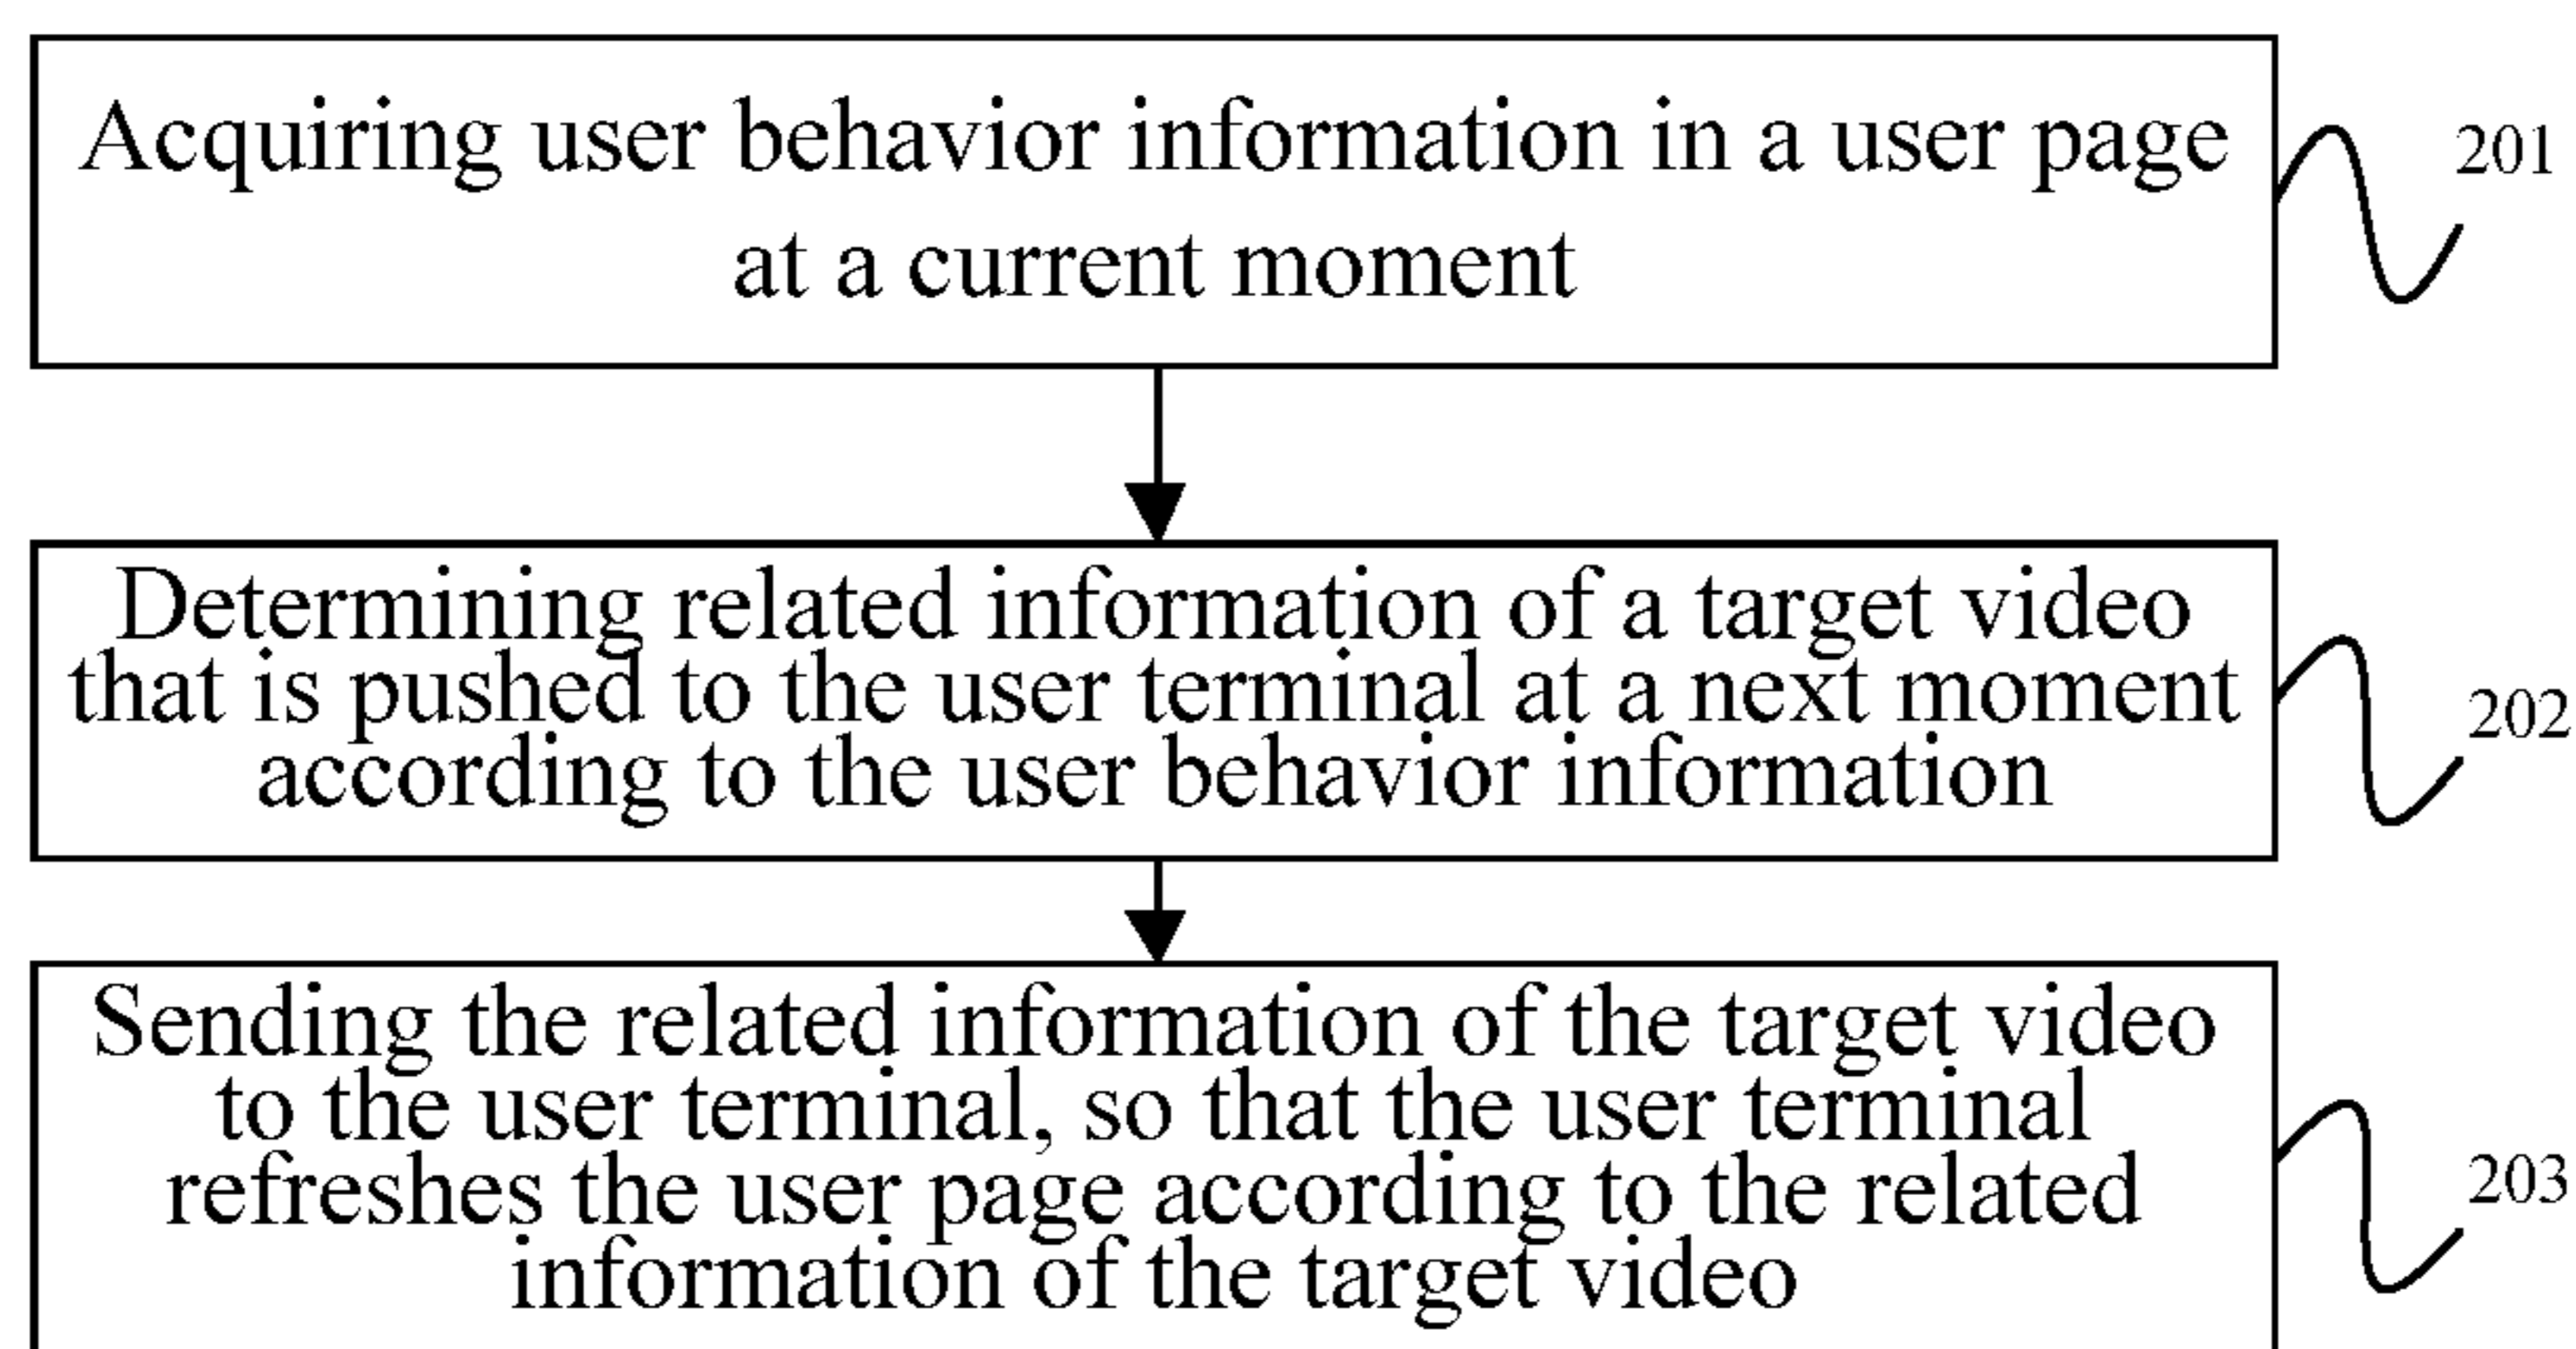 Acquiring user behavior information in a user page
at a current moment
201
Determining related information of a target video
that is pushed to the user terminal at a next moment
according to the user behavior information
202
Sending the related information of the target video
to the user terminal, so that the user terminal
refreshes the user page according to the related
information of the target video
203